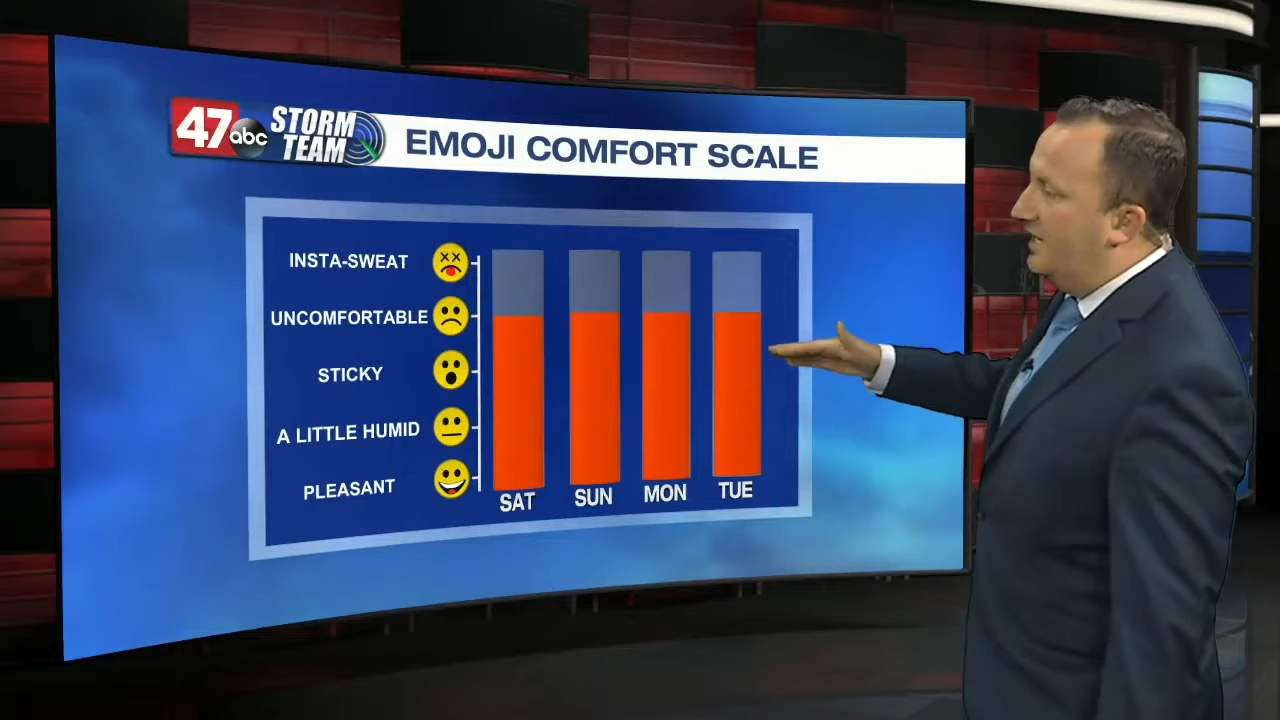 47 abc
STORM
TEAM
EMOJI COMFORT SCALE
INSTA-SWEAT
UNCOMFORTABLE
STICKY
A LITTLE HUMID
PLEASANT
SAT SUN MON TUE